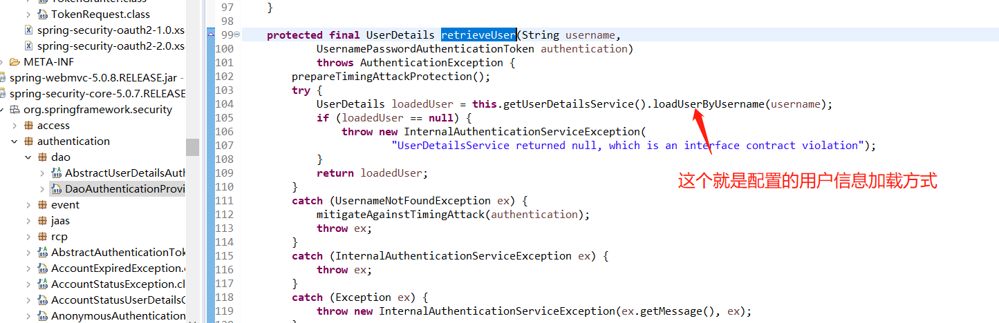 TokenGranter.class
TokenRequest.class
spring-security-oauth2-1.0.xs
spring-security-oauth2-2.0.xs
META-INF
spring-webmvc-5.0.8.RELEASE.jar -
spring-security-core-5.0.7.RELEASE
org.springframework.security
access
authentication
dao
AbstractUserDetailsAuth
DaoAuthenticationProvi
event
jaas
rcp
AbstractAuthenticationTok
AccountExpiredException.
AccountStatusException.cl
AccountStatusUserDetailsC
AnonymousAuthentication
97 }
98
99 protected final UserDetails retrieveUser(String username,
100 UsernamePasswordAuthenticationToken authentication)
101 throws AuthenticationException {
102 prepareTimingAttackProtection();
103 try {
104 UserDetails loadedUser = this.getUserDetailsService().loadUserByUsername(username);
105 if (loadedUser == null) {
106 throw new InternalAuthenticationServiceException(
107 "UserDetailsService returned null, which is an interface contract violation");
108 }
109 return loadedUser;
110 }
111 catch (UsernameNotFoundException ex) {
112 mitigateAgainstTimingAttack(authentication);
113 throw ex;
114 }
115 catch (InternalAuthenticationServiceException ex) {
116 throw ex;
117 }
118 catch (Exception ex) {
119 throw new InternalAuthenticationServiceException(ex.getMessage(), ex);
这个就是配置的用户信息加载方式